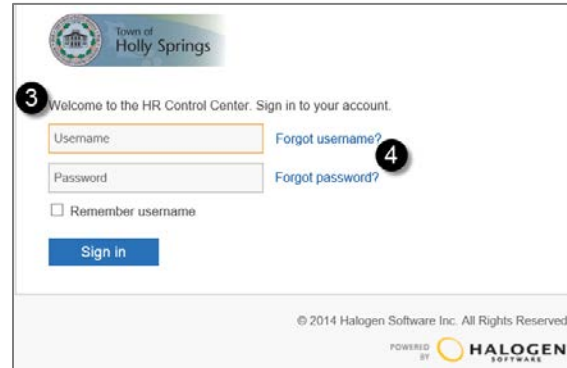 Town of
Holly Springs
3
Welcome to the HR Control Center. Sign in to your account.
Username Forgot username?
4
Password Forgot password?
Remember username
Sign in
© 2014 Halogen Software Inc. All Rights Reserved
POWERED BY HALOGEN SOFTWARE